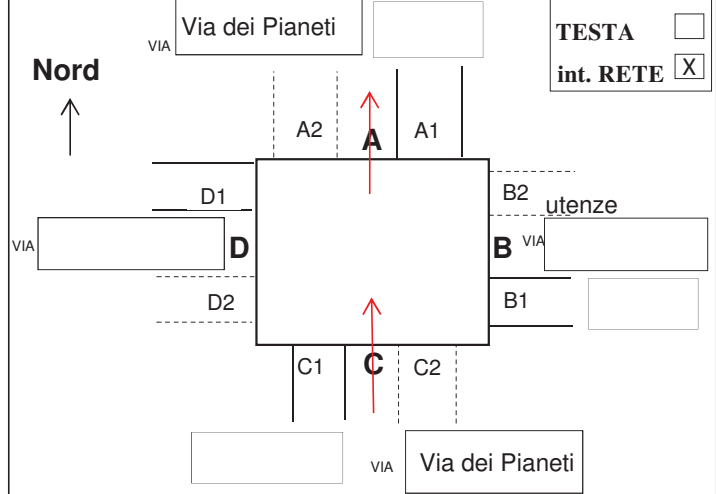 Via dei Pianeti
VIA
TESTA
int. RETE X
Nord
A2
A
A1
D1
B2
utenze
VIA
D
B
VIA
D2
B1
C1
C
C2
VIA
Via dei Pianeti